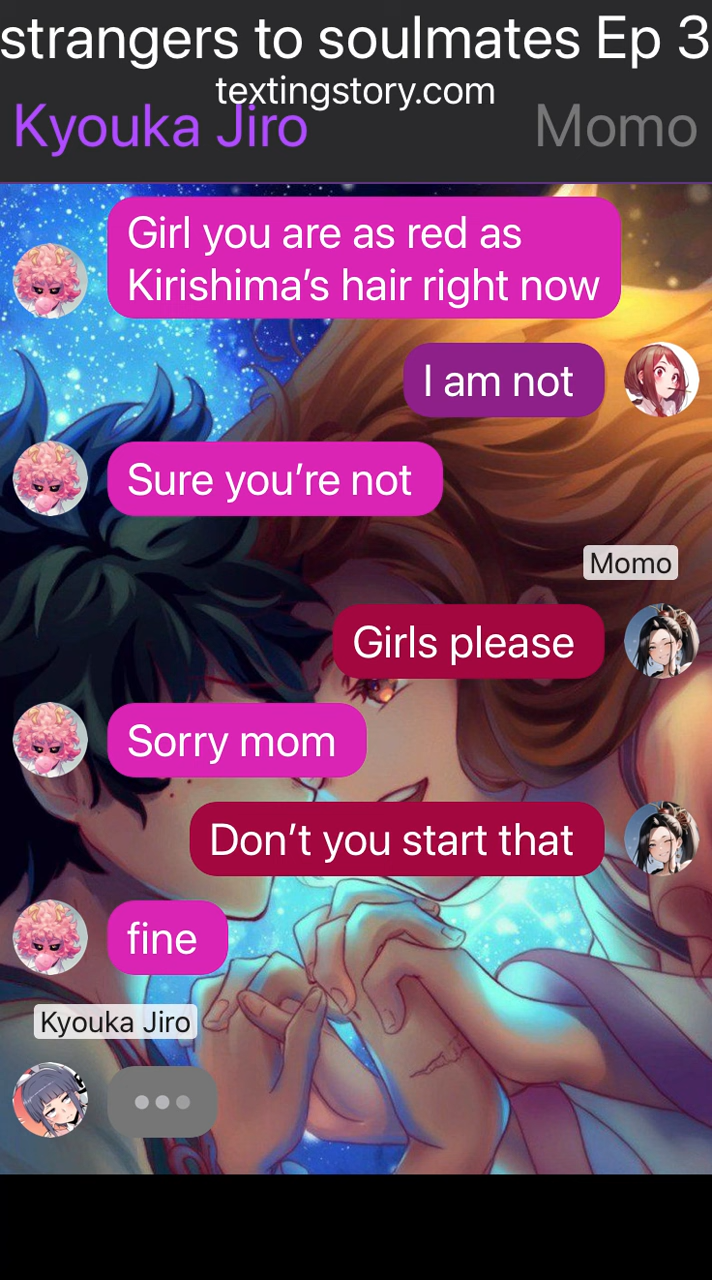 strangers to soulmates Ep 3
textingstory.com
Kyouka Jiro
Momo
Girl you are as red as
Kirishima’s hair right now
I am not
Sure you’re not
Momo
Girls please
Sorry mom
Don’t you start that
fine
Kyouka Jiro